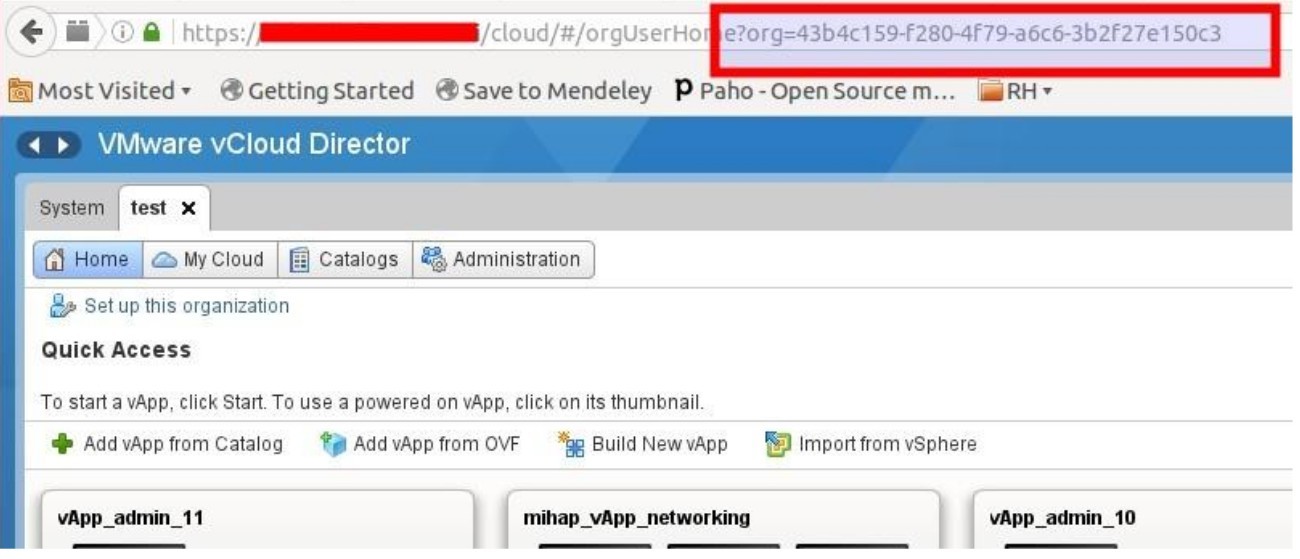 https:// i/cloud/#/orgUserHome?org=43b4c159-f280-4f79-a6c6-3b2f27e150c3
Most Visited Getting Started Save to Mendeley Paho - Open Source m... RH
VMware vCloud Director
System test
Home My Cloud Catalogs Administration
Set up this organization
Quick Access
To start a vApp, click Start. To use a powered on vApp, click on its thumbnail.
Add vApp from Catalog Add vApp from OVF Build New vApp Import from vSphere
vApp_admin_11 mihap_vApp_networking vApp_admin_10